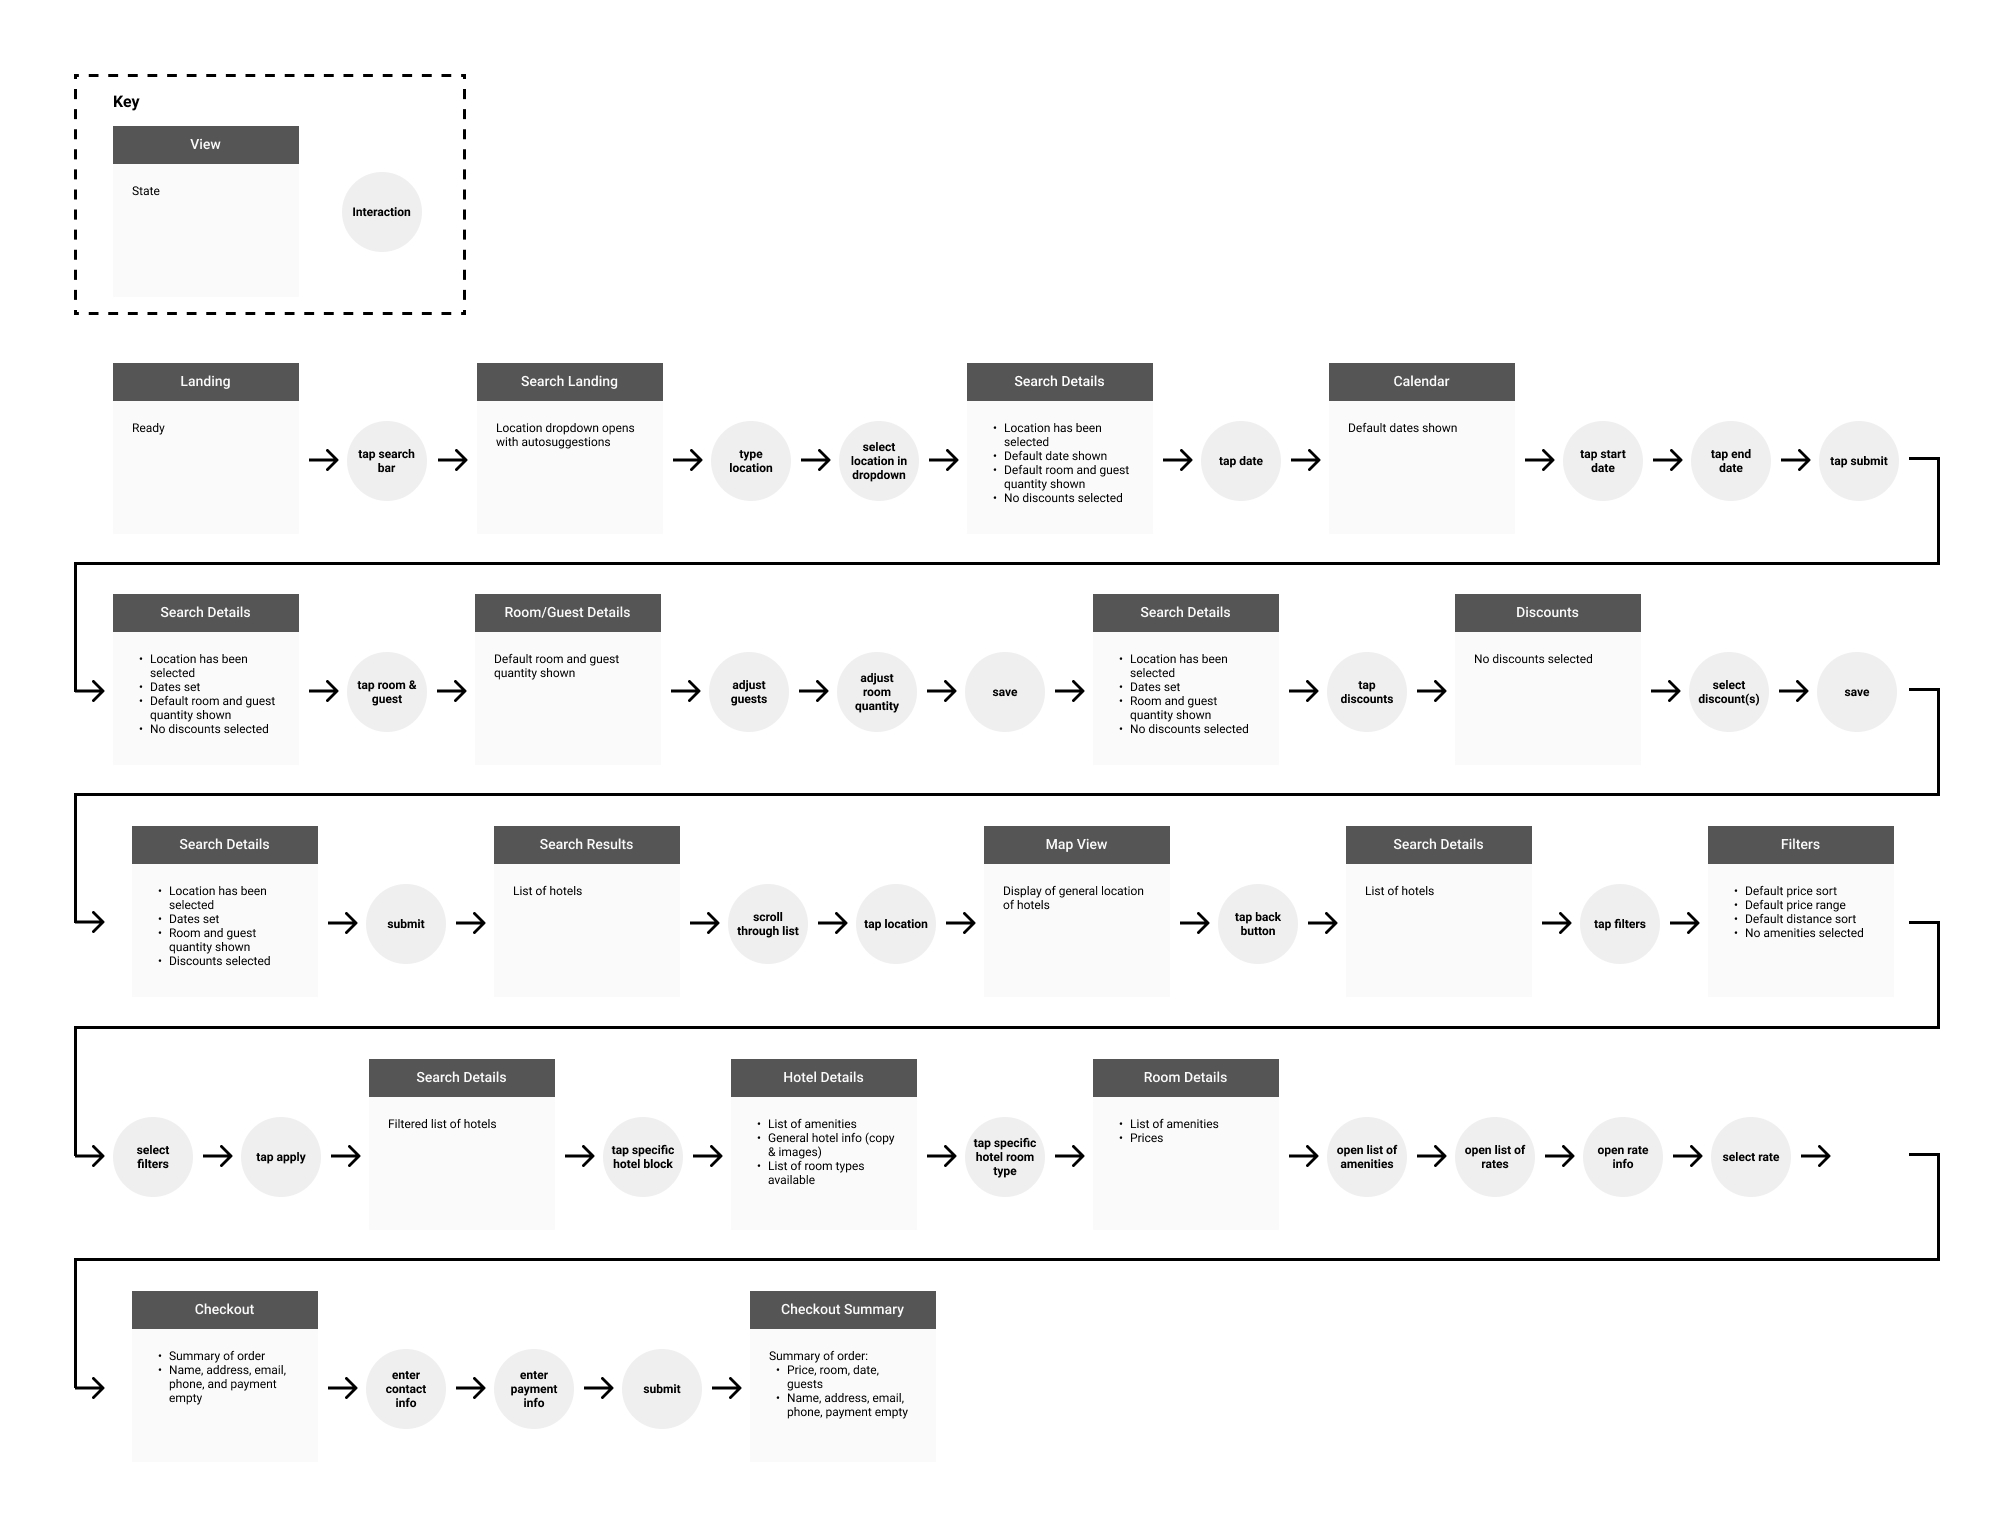 Key
View
State
Interaction
Landing
Ready
tap search
bar
Search Landing
Location dropdown opens
with autosuggestions
type
location
select
location in
dropdown
Search Details
• Location has been
selected
• Default date shown
• Default room and guest
quantity shown
• No discounts selected
tap date
Calendar
Default dates shown
tap start
date
tap end
date
tap submit
Search Details
• Location has been
selected
• Dates set
• Default room and guest
quantity shown
• No discounts selected
tap room &
guest
Room/Guest Details
Default room and guest
quantity shown
adjust
guests
adjust
room
quantity
save
Search Details
• Location has been
selected
• Dates set
• Room and guest
quantity shown
• No discounts selected
tap
discounts
Discounts
No discounts selected
select
discount(s)
save
Search Details
• Location has been
selected
• Dates set
• Room and guest
quantity shown
• Discounts selected
submit
Search Results
List of hotels
scroll
through list
tap location
Map View
Display of general location
of hotels
tap back
button
Search Details
List of hotels
tap filters
Filters
• Default price sort
• Default price range
• Default distance sort
• No amenities selected
select
filters
tap apply
Search Details
Filtered list of hotels
tap specific
hotel block
Hotel Details
• List of amenities
• General hotel info (copy
& images)
• List of room types
available
tap specific
hotel room
type
Room Details
• List of amenities
• Prices
open list of
amenities
open list of
rates
open rate
info
select rate
Checkout
• Summary of order
• Name, address, email,
phone, and payment
empty
enter
contact
info
enter
payment
info
submit
Checkout Summary
Summary of order:
• Price, room, date,
guests
• Name, address, email,
phone, payment empty